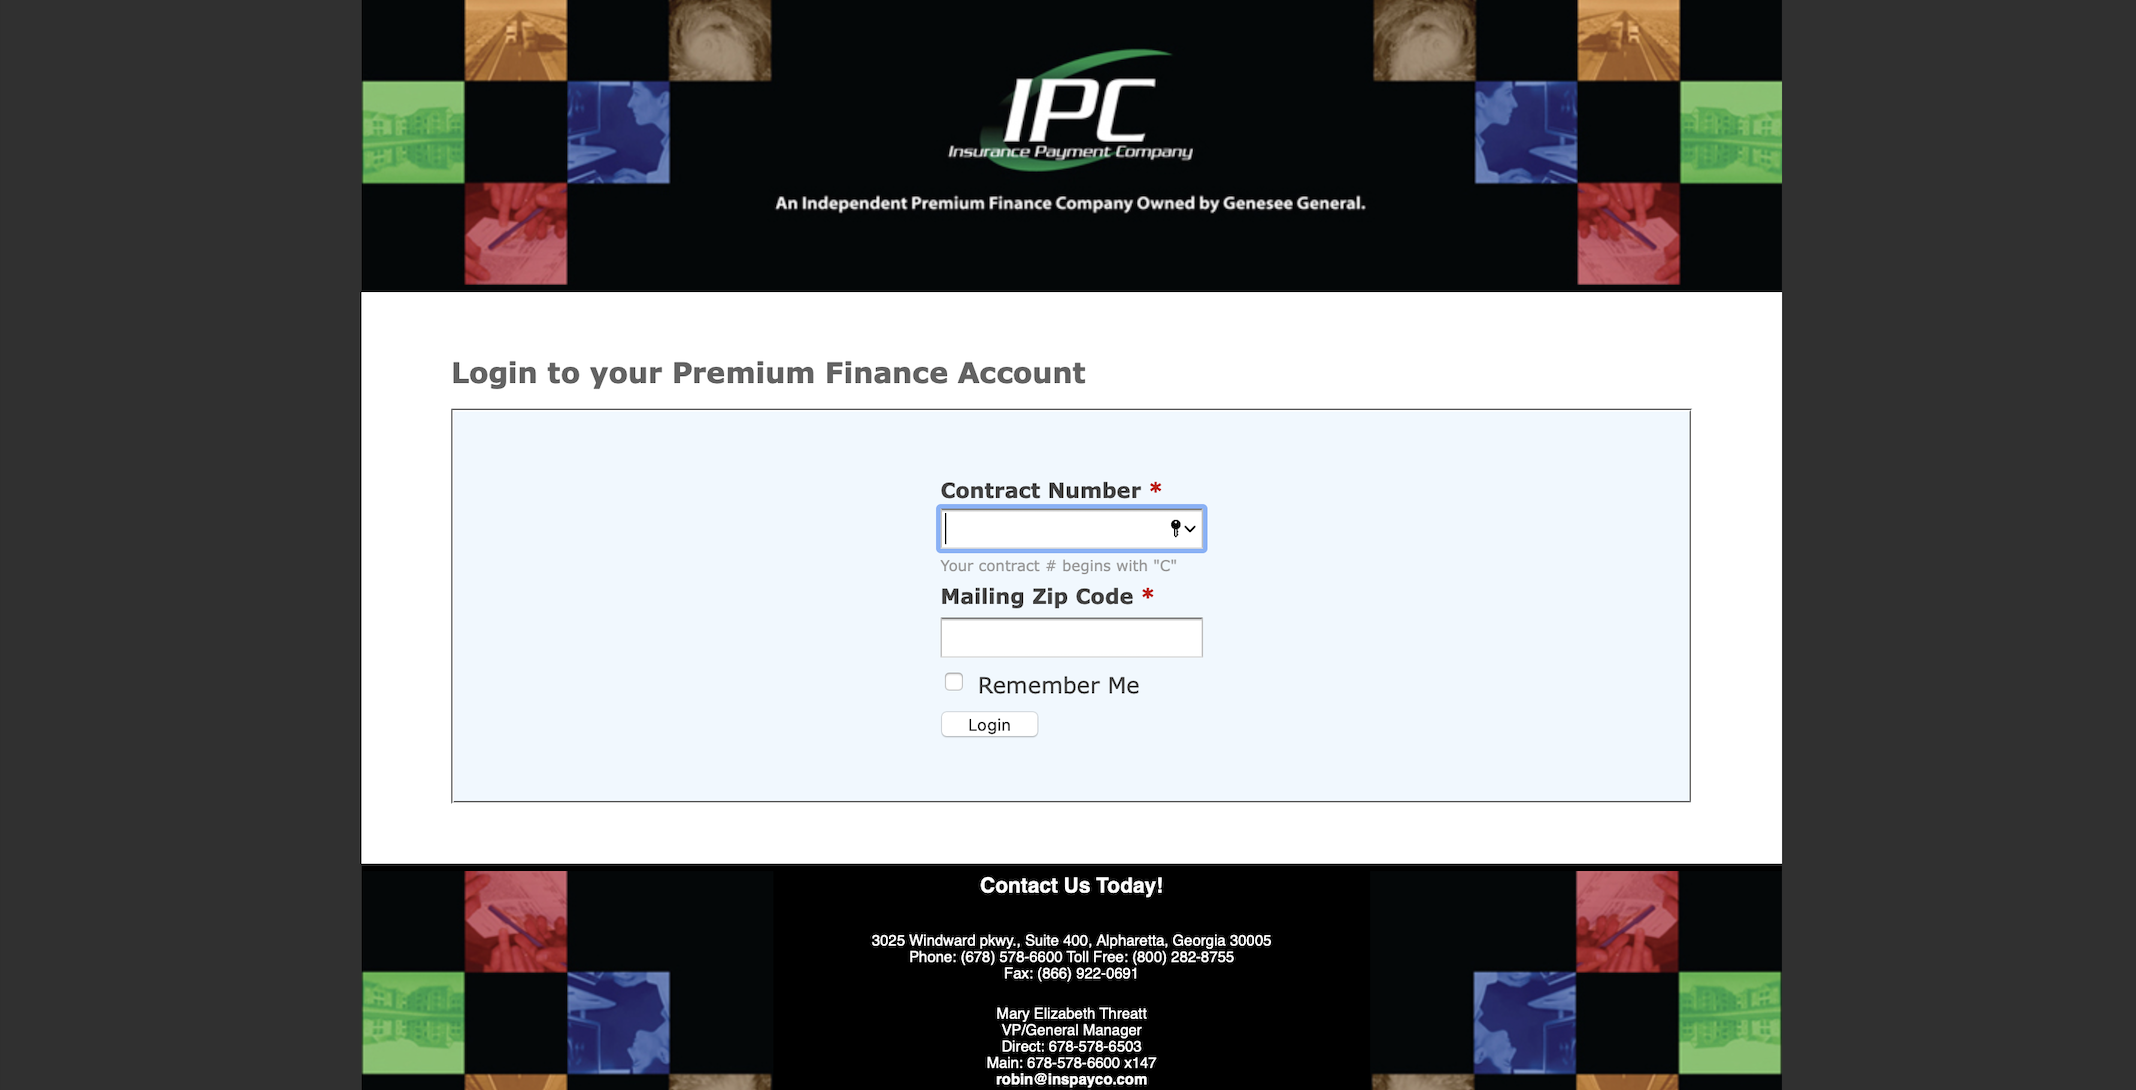 IPC
Insurance Payment Company
An Independent Premium Finance Company Owned by Genesee General.
Login to your Premium Finance Account
Contract Number *
Your contract # begins with "C"
Mailing Zip Code *
Remember Me
Login
Contact Us Today!
3025 Windward pkwy., Suite 400, Alpharetta, Georgia 30005
Phone: (678) 578-6600 Toll Free: (800) 282-8755
Fax: (866) 922-0691
Mary Elizabeth Threatt
VP/General Manager
Direct: 678-578-6503
Main: 678-578-6600 x147
robin@inspayco.com